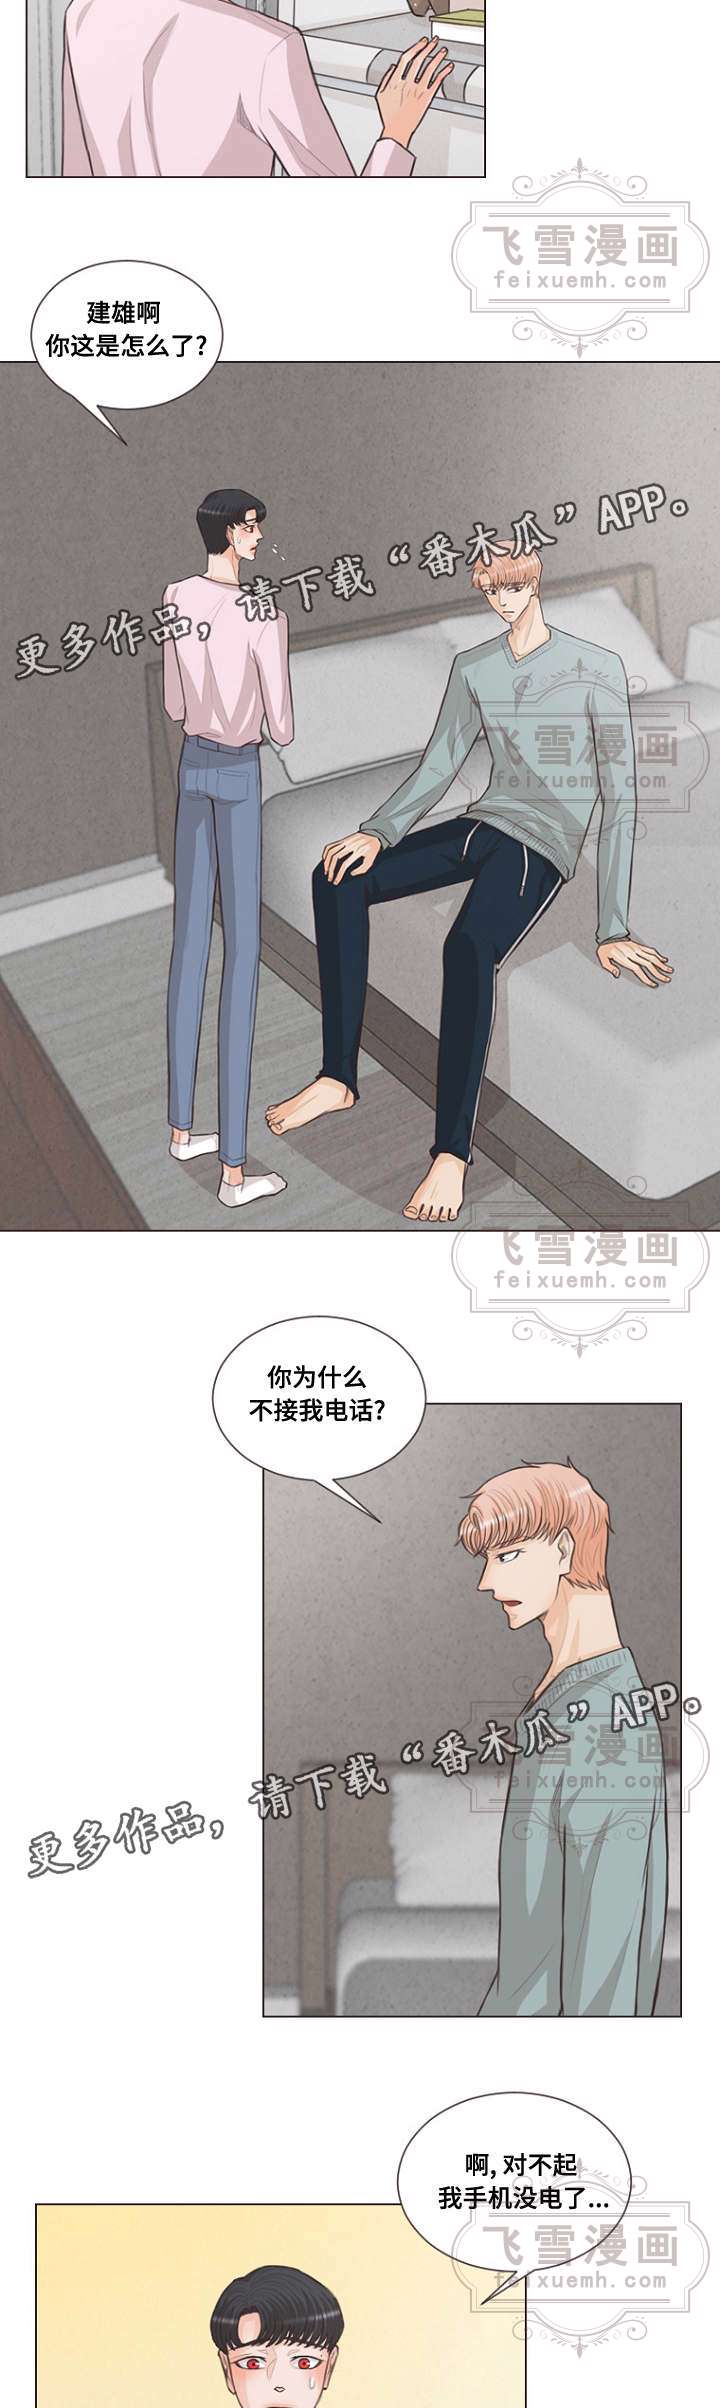 飞雪漫画
feixuemh.com
建雄啊
你这是怎么了?
更多作品，请下载“番木瓜”APP。
飞雪漫画
feixuemh.com
飞雪漫画
feixuemh.com
你为什么
不接我电话?
更多作品，请下载“番木瓜”APP。
飞雪漫画
feixuemh.com
啊, 对不起
我手机没电了...
飞雪漫画
feixuemh.com